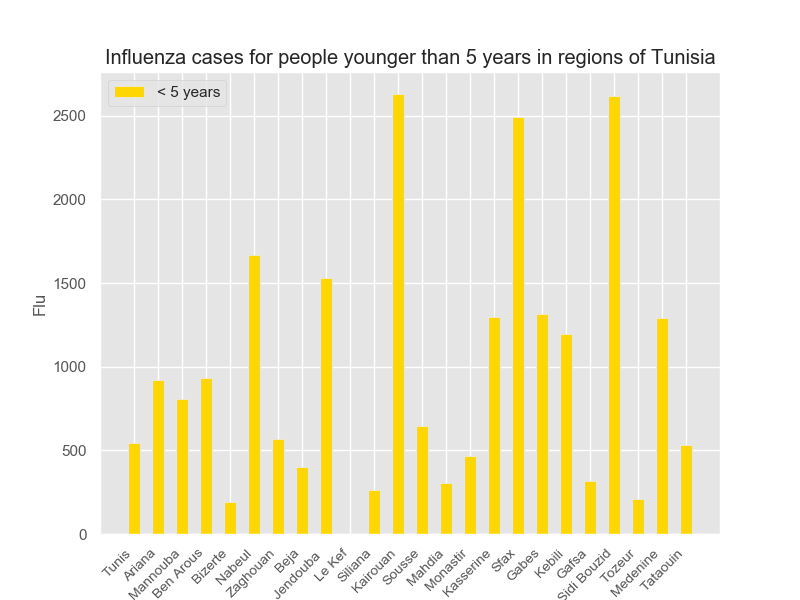 Influenza cases for people younger than 5 years in regions of Tunisia
< 5 years
2500
2000
1500
1000
500
0
Flu
Tunis
Ariana
Mannouba
Ben Arous
Bizerte
Nabeul
Zaghouan
Beja
Jendouba
Le Kef
Siliana
Kairouan
Sousse
Mahdia
Monastir
Kasserine
Sfax
Gabes
Kebili
Gafsa
Sidi Bouzid
Tozeur
Medenine
Tataouin